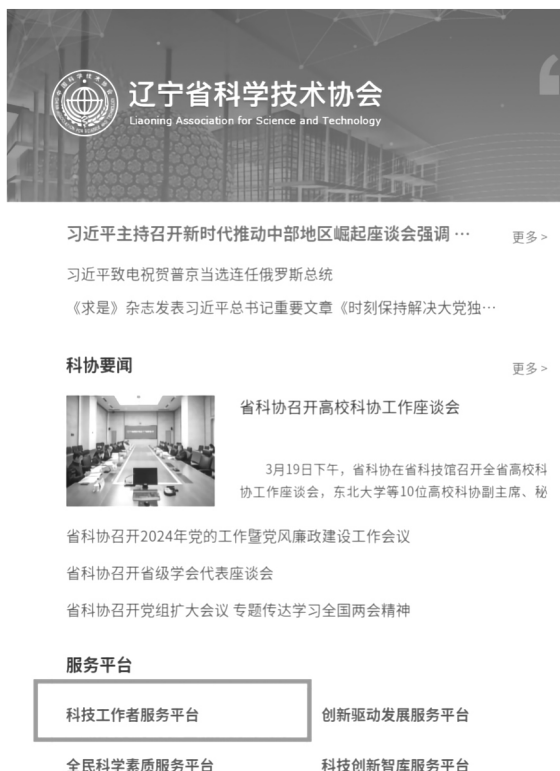 辽宁省科学技术协会
Liaoning Association for Science and Technology
习近平主持召开新时代推动中部地区崛起座谈会强调 …
更多 >
习近平致电祝贺普京当选连任俄罗斯总统
《求是》杂志发表习近平总书记重要文章《时刻保持解决大党独…
科协要闻
更多 >
省科协召开高校科协工作座谈会
3月19日下午，省科协在省科技馆召开全省高校科
协工作座谈会，东北大学等10位高校科协副主席、秘
省科协召开2024年党的工作暨党风廉政建设工作会议
省科协召开省级学会代表座谈会
省科协召开党组扩大会议 专题传达学习全国两会精神
服务平台
科技工作者服务平台
创新驱动发展服务平台
全民科学素质服务平台
科技创新智库服务平台